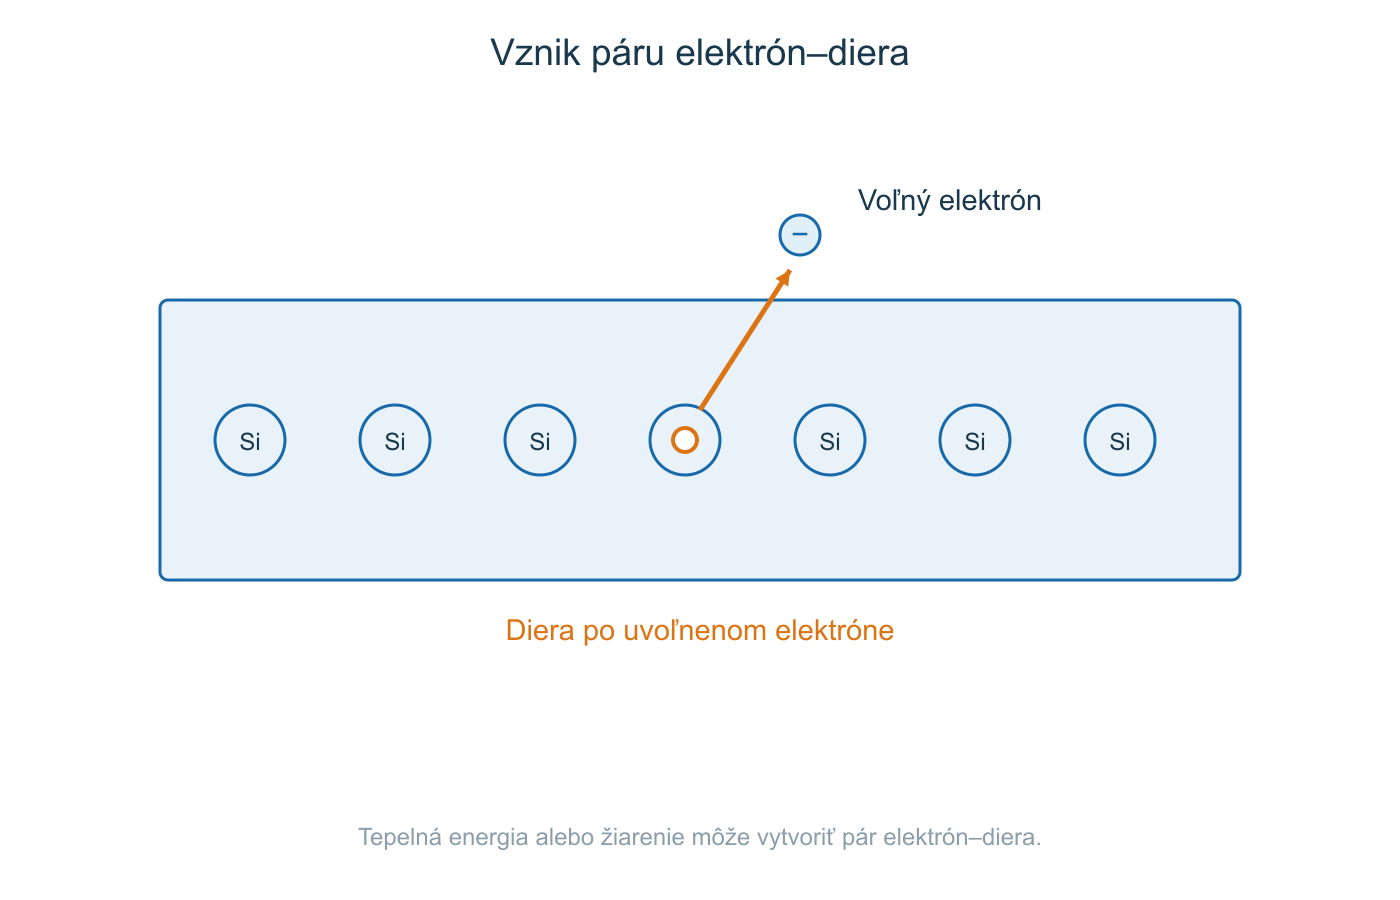 Vznik páru elektrón–diera
Voľný elektrón
–
Si Si Si Si Si Si
Diera po uvoľnenom elektróne
Tepelná energia alebo žiarenie môže vytvoriť pár elektrón–diera.